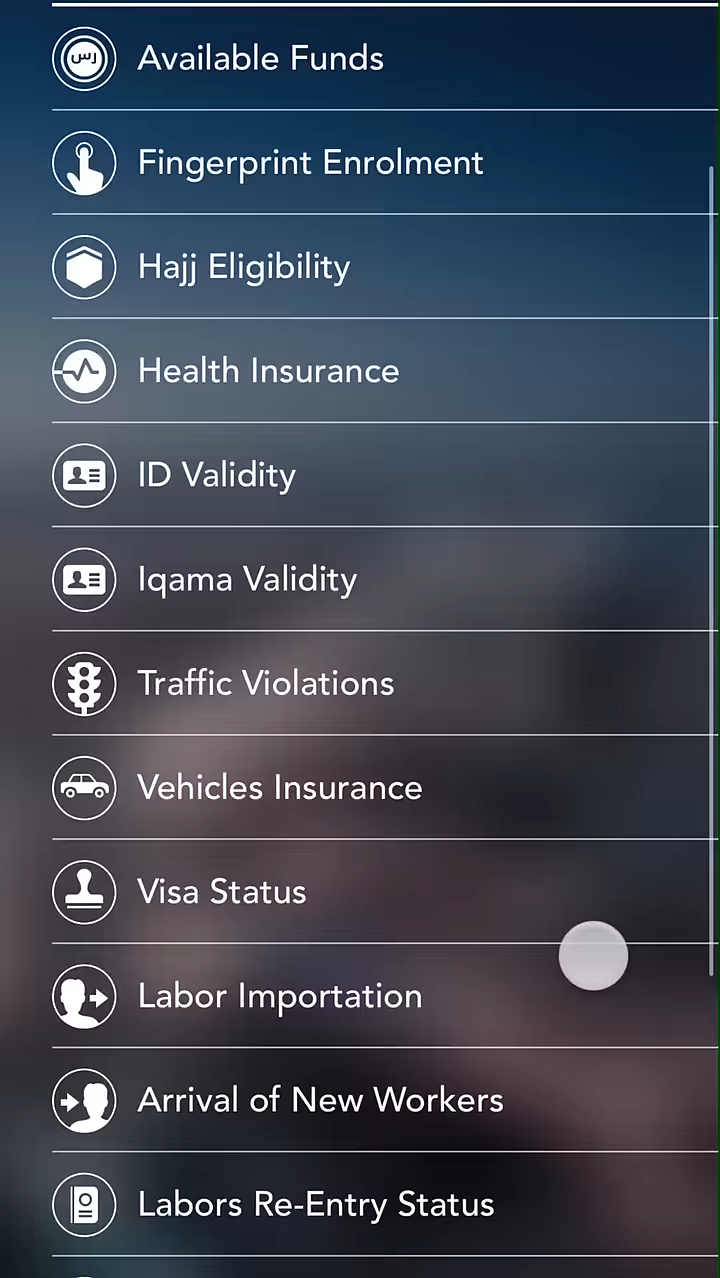 ر.س
Available Funds
Fingerprint Enrolment
Hajj Eligibility
Health Insurance
ID Validity
Iqama Validity
Traffic Violations
Vehicles Insurance
Visa Status
Labor Importation
Arrival of New Workers
Labors Re-Entry Status